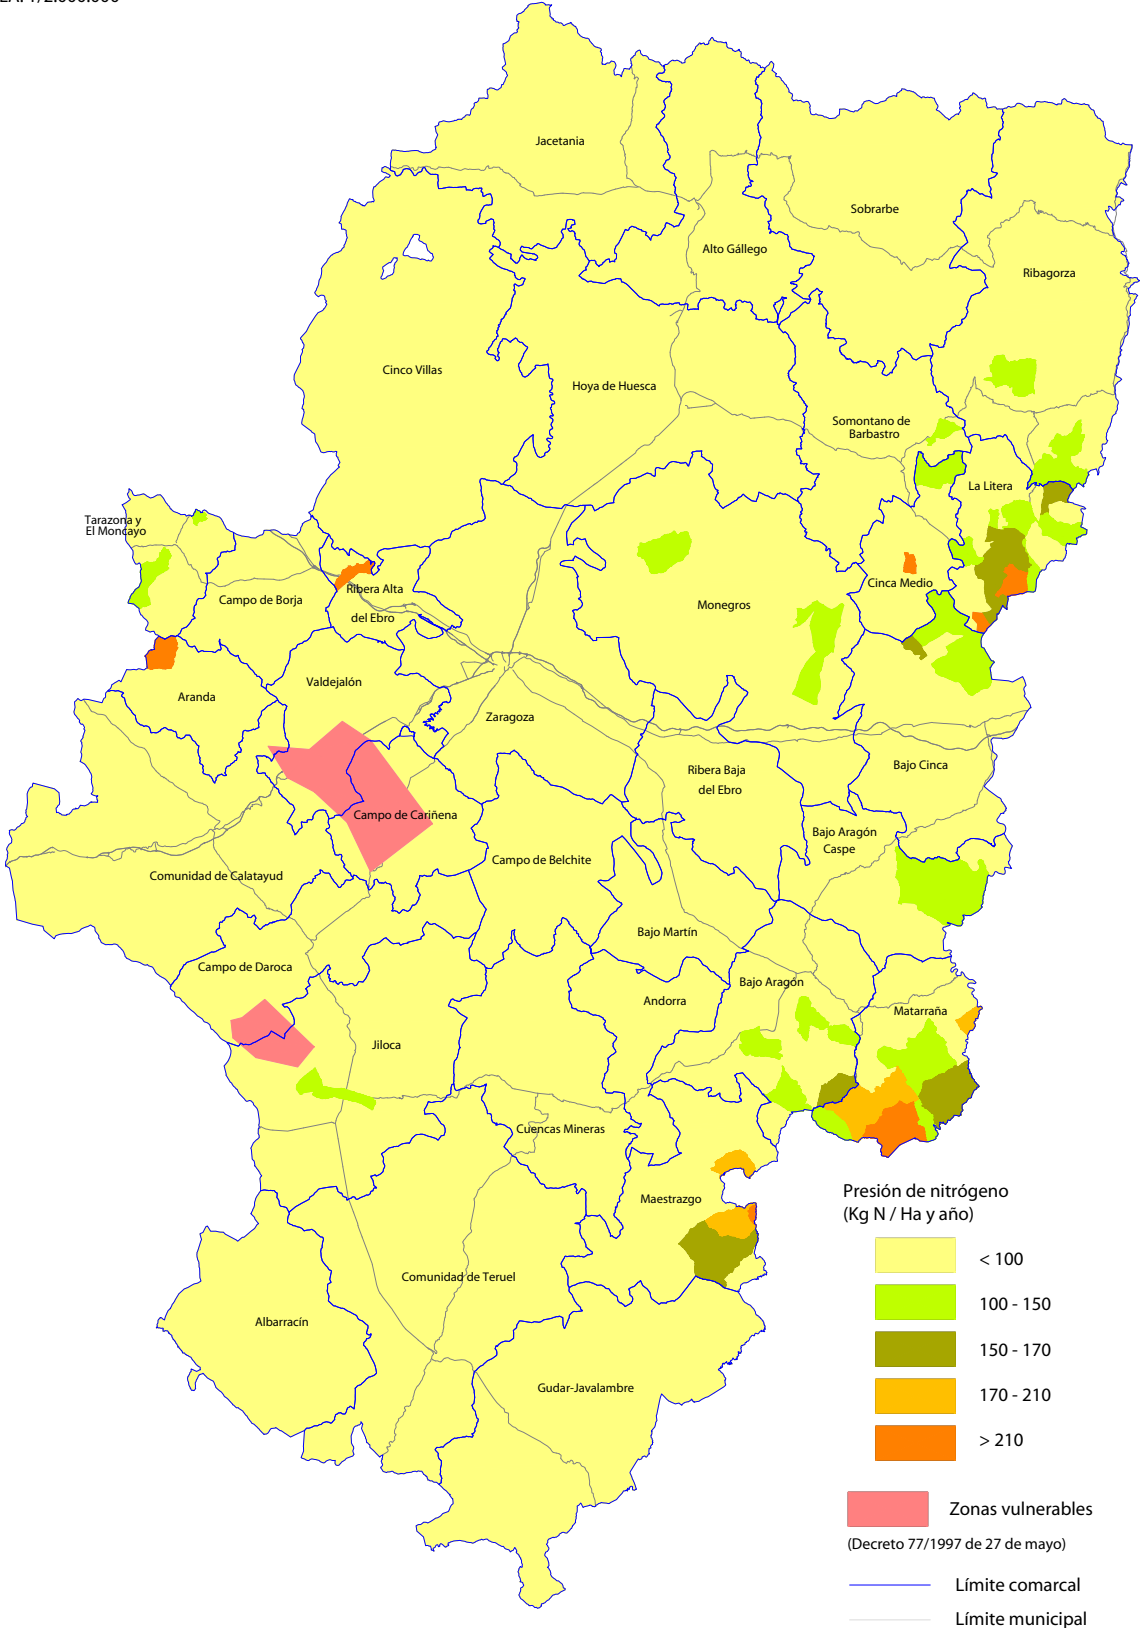 Jacetania
Sobrarbe
Alto Gállego
Ribagorza
Cinco Villas
Hoya de Huesca
Somontano de
Barbastro
La Litera
Tarazona y
El Moncayo
Cinca Medio
Ribera Alta
del Ebro
Campo de Borja
Monegros
Valdejalón
Aranda
Zaragoza
Bajo Cinca
Ribera Baja
del Ebro
Campo de Cariñena
Bajo Aragón
Caspe
Campo de Belchite
Comunidad de Calatayud
Bajo Martín
Campo de Daroca
Bajo Aragón
Andorra
Matarraña
Jiloca
Cuencas Mineras
Maestrazgo
Comunidad de Teruel
Albarracín
Gudar-Javalambre
Presión de nitrógeno
(Kg N / Ha y año)
< 100
100 - 150
150 - 170
170 - 210
> 210
Zonas vulnerables
(Decreto 77/1997 de 27 de mayo)
Límite comarcal
Límite municipal